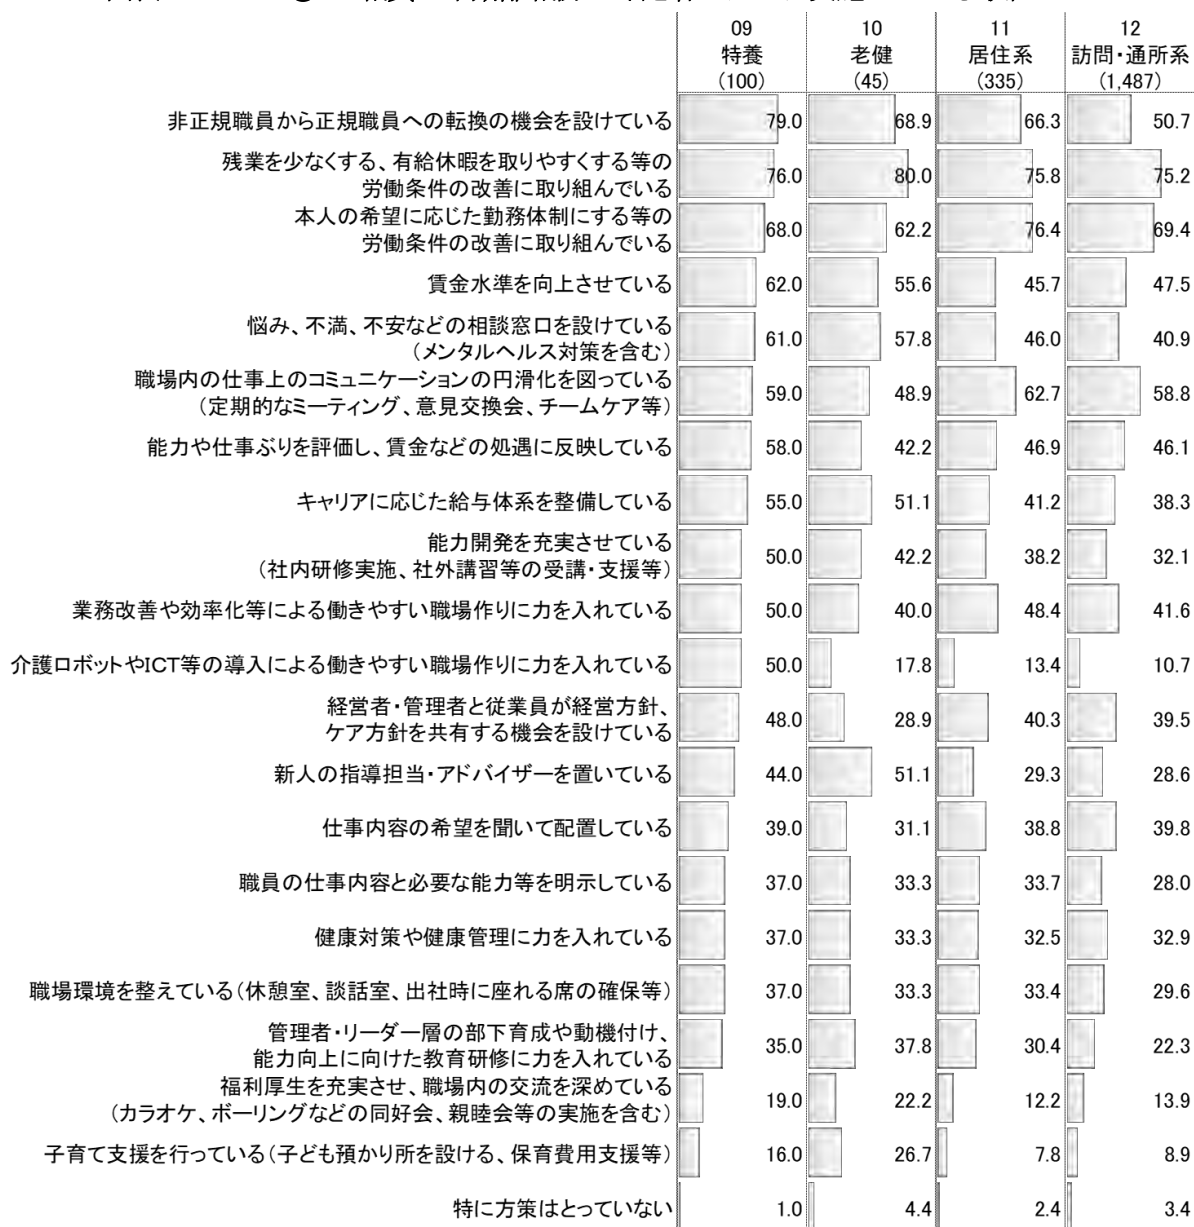 09 10 11 12
特養 老健 居住系 訪問・通所系
(100) (45) (335) (1,487)
非正規職員から正規職員への転換の機会を設けている 79.0 68.9 66.3 50.7
残業を少なくする、有給休暇を取りやすくする等の
労働条件の改善に取り組んでいる 76.0 80.0 75.8 75.2
本人の希望に応じた勤務体制にする等の
労働条件の改善に取り組んでいる 68.0 62.2 76.4 69.4
賃金水準を向上させている 62.0 55.6 45.7 47.5
悩み、不満、不安などの相談窓口を設けている
(メンタルヘルス対策を含む) 61.0 57.8 46.0 40.9
職場内の仕事上のコミュニケーションの円滑化を図っている
(定期的なミーティング、意見交換会、チームケア等) 59.0 48.9 62.7 58.8
能力や仕事ぶりを評価し、賃金などの処遇に反映している 58.0 42.2 46.9 46.1
キャリアに応じた給与体系を整備している 55.0 51.1 41.2 38.3
能力開発を充実させている
(社内研修実施、社外講習等の受講・支援等) 50.0 42.2 38.2 32.1
業務改善や効率化等による働きやすい職場作りに力を入れている 50.0 40.0 48.4 41.6
介護ロボットやICT等の導入による働きやすい職場作りに力を入れている 50.0 17.8 13.4 10.7
経営者・管理者と従業員が経営方針、
ケア方針を共有する機会を設けている 48.0 28.9 40.3 39.5
新人の指導担当・アドバイザーを置いている 44.0 51.1 29.3 28.6
仕事内容の希望を聞いて配置している 39.0 31.1 38.8 39.8
職員の仕事内容と必要な能力等を明示している 37.0 33.3 33.7 28.0
健康対策や健康管理に力を入れている 37.0 33.3 32.5 32.9
職場環境を整えている(休憩室、談話室、出社時に座れる席の確保等) 37.0 33.3 33.4 29.6
管理者・リーダー層の部下育成や動機付け、
能力向上に向けた教育研修に力を入れている 35.0 37.8 30.4 22.3
福利厚生を充実させ、職場内の交流を深めている
(カラオケ、ボーリングなどの同好会、親睦会等の実施を含む) 19.0 22.2 12.2 13.9
子育て支援を行っている(子ども預かり所を設ける、保育費用支援等) 16.0 26.7 7.8 8.9
特に方策はとっていない 1.0 4.4 2.4 3.4